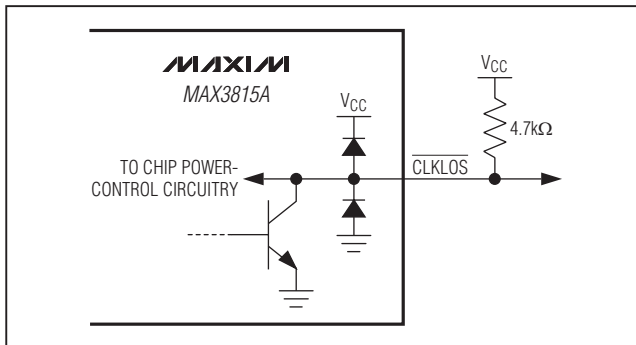 MAXIM
MAX3815A
VCC
VCC
4.7kΩ
TO CHIP POWER-
CONTROL CIRCUITRY
CLKLOS